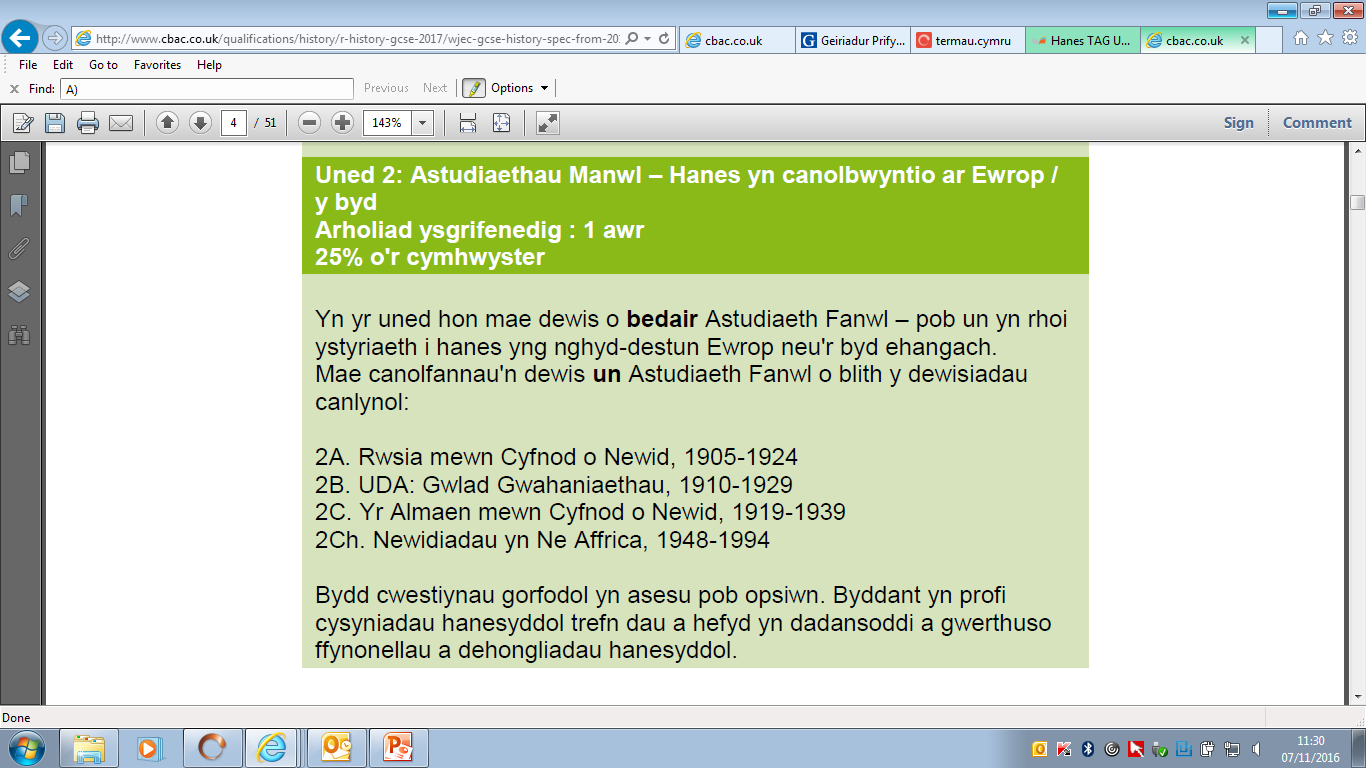 http://www.cbac.co.uk/qualifications/history/r-history-gcse-2017/wjec-gcse-history-spec-from-20
cbac.co.uk
Geiriadur Prify...
termau.cymru
Hanes TAG U...
cbac.co.uk
File Edit Go to Favorites Help
Find: A) Previous Next Options
4 / 51 143% Sign Comment
Uned 2: Astudiaethau Manwl – Hanes yn canolbwyntio ar Ewrop /
y byd
Arholiad ysgrifenedig : 1 awr
25% o'r cymhwyster
Yn yr uned hon mae dewis o bedair Astudiaeth Fanwl – pob un yn rhoi
ystyriaeth i hanes yng nghyd-destun Ewrop neu'r byd ehangach.
Mae canolfannau'n dewis un Astudiaeth Fanwl o blith y dewisiadau
canlynol:
2A. Rwsia mewn Cyfnod o Newid, 1905-1924
2B. UDA: Gwlad Gwahaniaethau, 1910-1929
2C. Yr Almaen mewn Cyfnod o Newid, 1919-1939
2Ch. Newidiadau yn Ne Affrica, 1948-1994
Bydd cwestiynau gorfodol yn asesu pob opsiwn. Byddant yn profi
cysyniadau hanesyddol trefn dau a hefyd yn dadansoddi a gwerthuso
ffynonellau a dehongliadau hanesyddol.
Done
11:30
07/11/2016